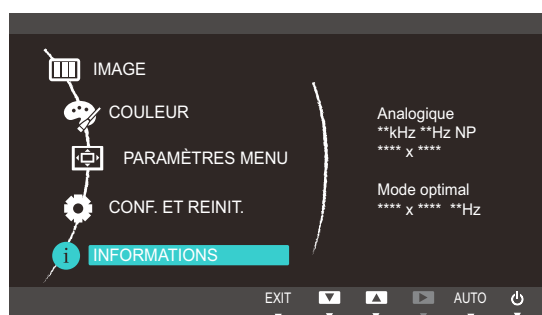 IMAGE
COULEUR
PARAMÈTRES MENU
CONF. ET REINIT.
i INFORMATIONS
Analogique
**kHz **Hz NP
**** x ****
Mode optimal
**** x **** **Hz
EXIT AUTO